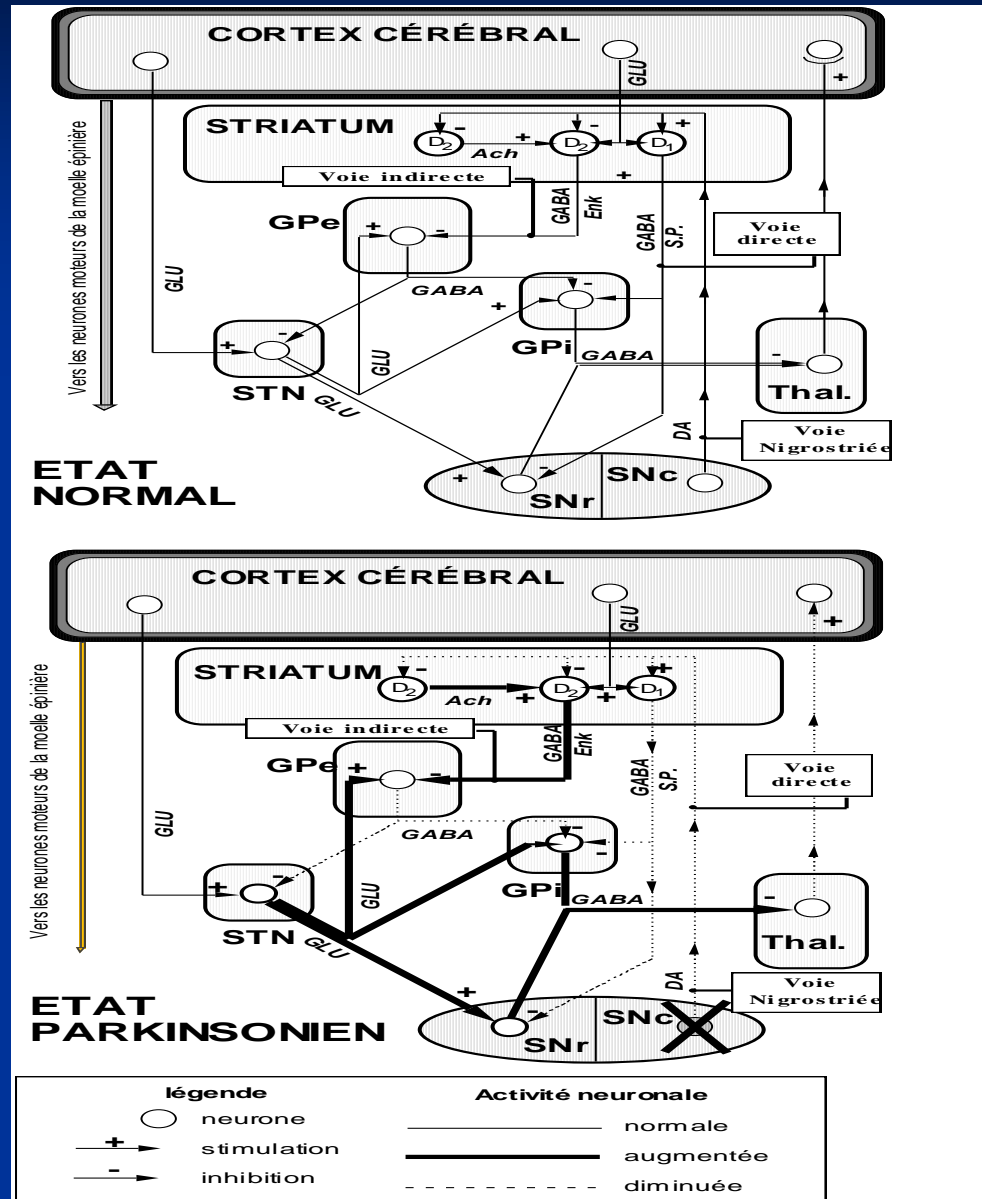 CORTEX CÉRÉBRAL
GLU
+
Vers les neurones moteurs de la moelle épinière
STRIATUM
- - +
D2 + D2 D1
Ach
+
Voie indirecte
GABA
Enk
GABA
S.P.
GPe
+ -
Voie
directe
GLU
GABA
-
+ -
GPi
GABA
-
+ -
STN
GLU
GLU
Thal.
DA
Voie
Nigrostriée
ETAT
NORMAL
+ -
SNr
SNc
CORTEX CÉRÉBRAL
GLU
+
Vers les neurones moteurs de la moelle épinière
STRIATUM
- - +
D2 D2 D1
Ach + +
Voie indirecte
GABA
Enk
GABA
S.P.
GPe + -
Voie
directe
GLU
GABA
-
-
GPi
GABA
-
+ -
STN
GLU
GLU
Thal.
DA
Voie
Nigrostriée
ETAT
PARKINSONIEN
+ -
SNr
SNc
légende
neurone
+ stimulation
- inhibition
Activité neuronale
normale
augmentée
diminuée